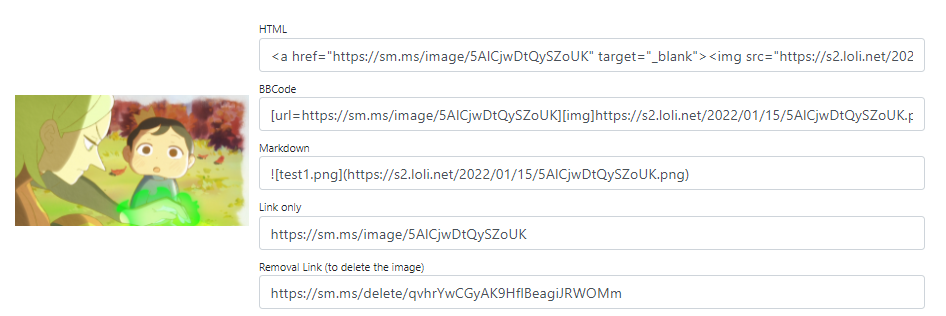 HTML
<a href="https://sm.ms/image/5AlCjwDtQySZoUK" target="_blank"><img src="https://s2.loli.net/202
BBCode
[url=https://sm.ms/image/5AlCjwDtQySZoUK][img]https://s2.loli.net/2022/01/15/5AlCjwDtQySZoUK.p
Markdown
![test1.png](https://s2.loli.net/2022/01/15/5AlCjwDtQySZoUK.png)
Link only
https://sm.ms/image/5AlCjwDtQySZoUK
Removal Link (to delete the image)
https://sm.ms/delete/qvhrYwCGyAK9HflBeagiJRWOMm